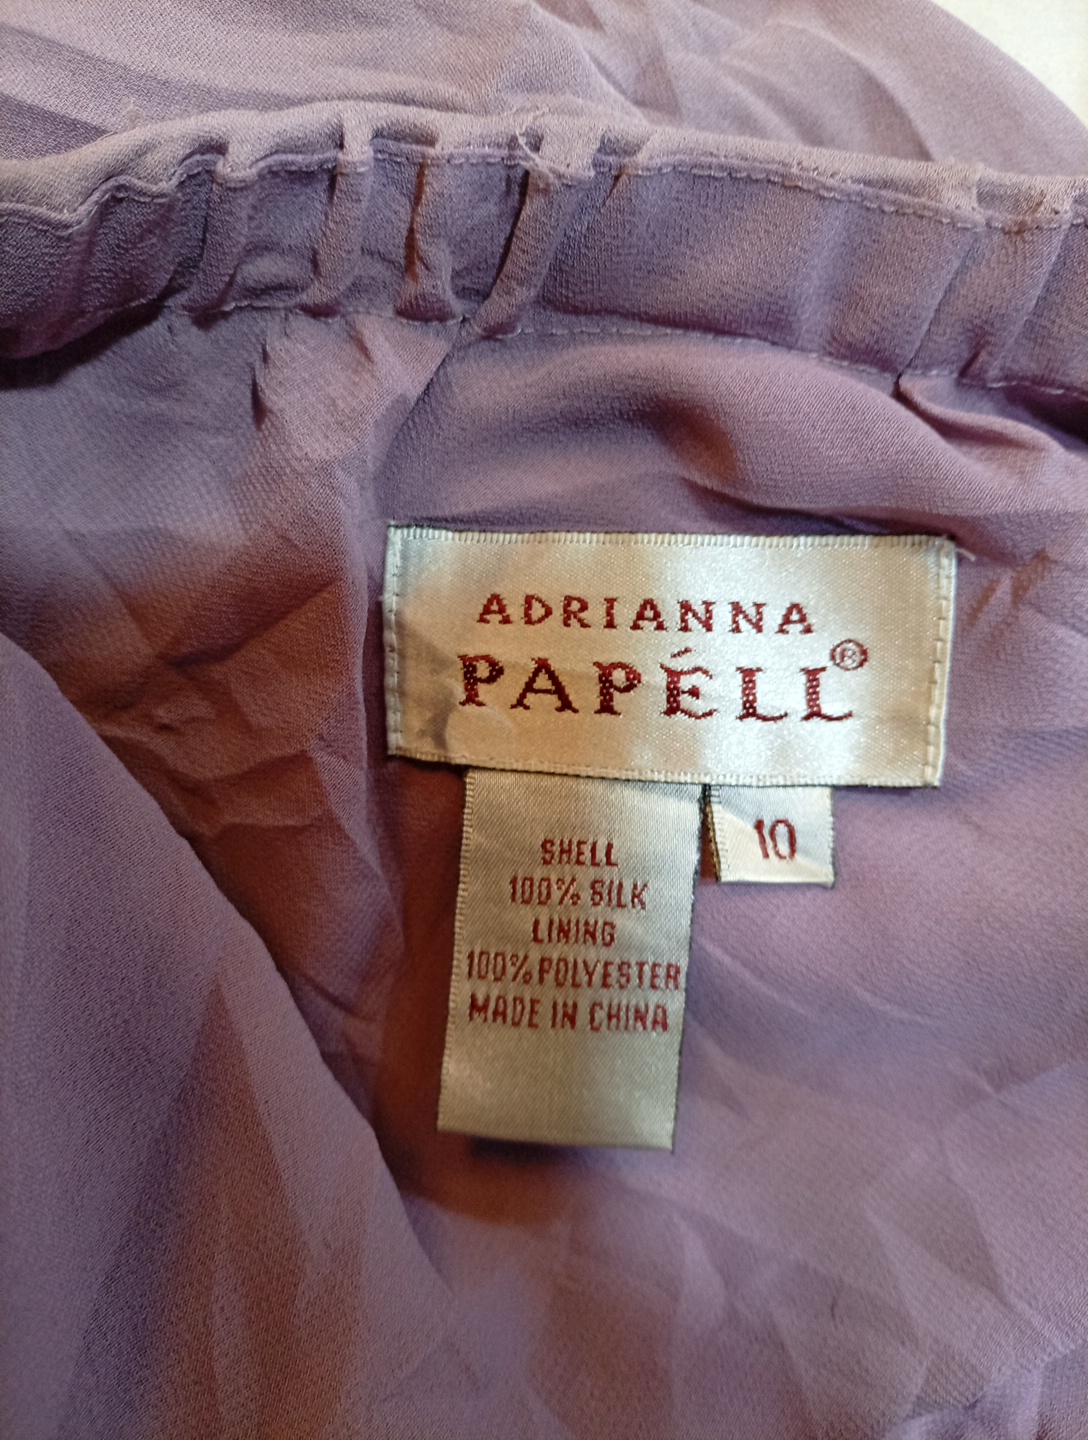 ADRIANNA
PAPÉLL®
10
SHELL
100% SILK
LINING
100% POLYESTER
MADE IN CHINA